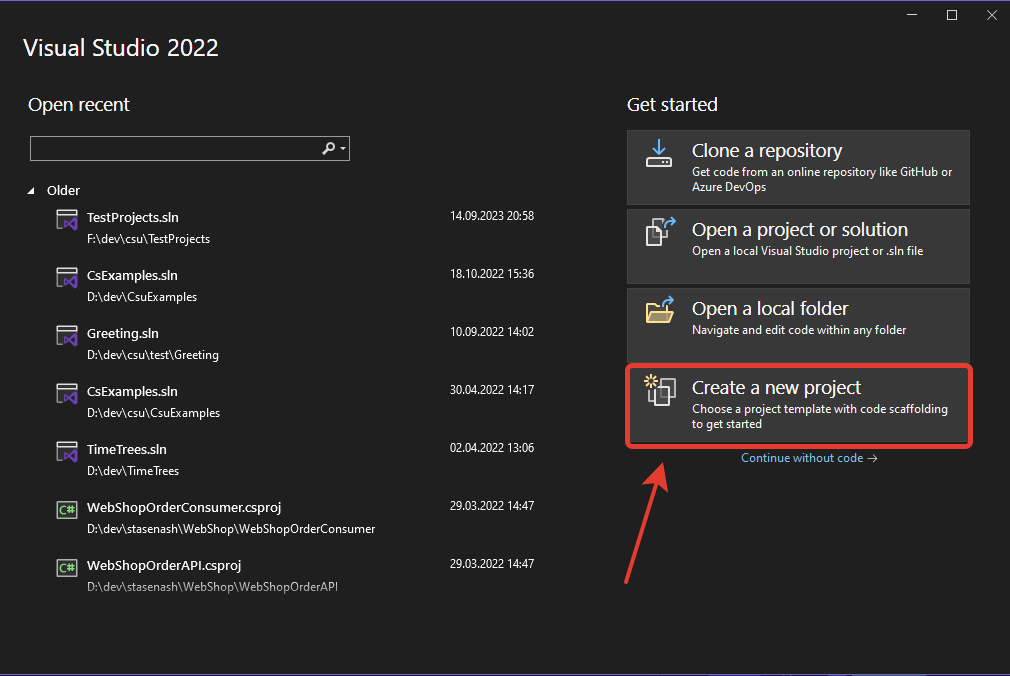 Visual Studio 2022
Open recent
Older
TestProjects.sln 14.09.2023 20:58
F:\dev\csu\TestProjects
CsExamples.sln 18.10.2022 15:36
D:\dev\CsuExamples
Greeting.sln 10.09.2022 14:02
D:\dev\csu\test\Greeting
CsExamples.sln 30.04.2022 14:17
D:\dev\csu\CsuExamples
TimeTrees.sln 02.04.2022 13:06
D:\dev\TimeTrees
C# WebShopOrderConsumer.csproj 29.03.2022 14:47
D:\dev\stasenash\WebShop\WebShopOrderConsumer
C# WebShopOrderAPI.csproj 29.03.2022 14:47
D:\dev\stasenash\WebShop\WebShopOrderAPI
Get started
Clone a repository
Get code from an online repository like GitHub or
Azure DevOps
Open a project or solution
Open a local Visual Studio project or .sln file
Open a local folder
Navigate and edit code within any folder
Create a new project
Choose a project template with code scaffolding
to get started
Continue without code →